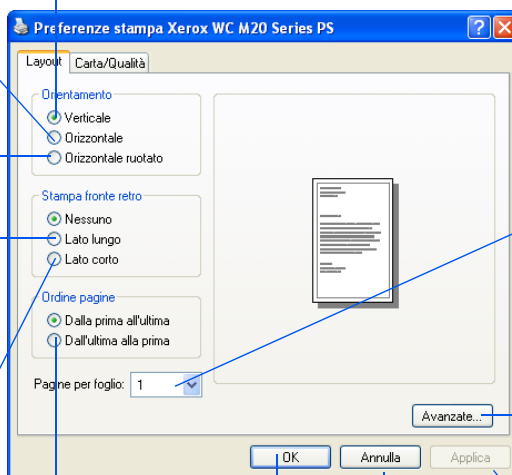 Preferenze stampa Xerox WC M20 Series PS
Layout Carta/Qualità
Orientamento
Verticale
Orizzontale
Orizzontale ruotato
Stampa fronte retro
Nessuno
Lato lungo
Lato corto
Ordine pagine
Dalla prima all'ultima
Dall'ultima alla prima
Pagine per foglio: 1
Avanzate...
OK Annulla Applica